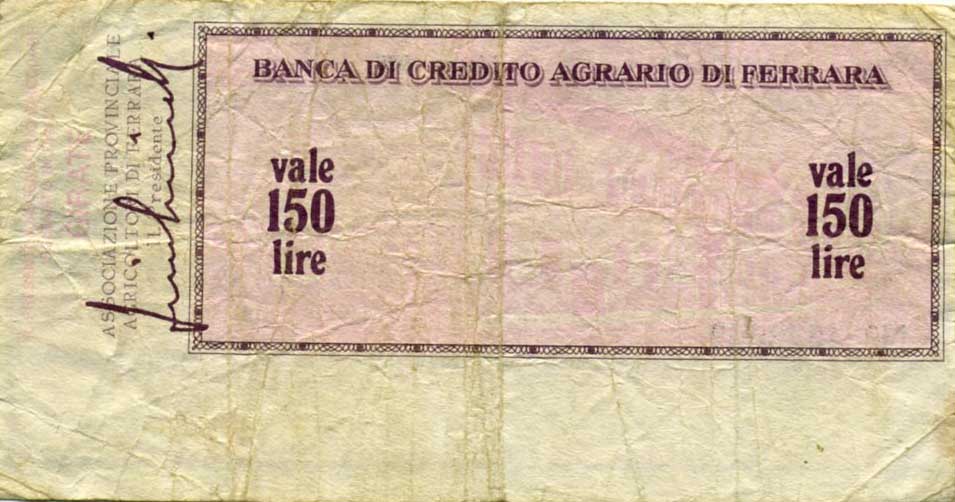 BANCA DI CREDITO AGRARIO DI FERRARA
vale
150
lire
vale
150
lire
ASSOCIAZIONE PROVINCIALE
AGRICOLTORI DI FERRARA
il Presidente